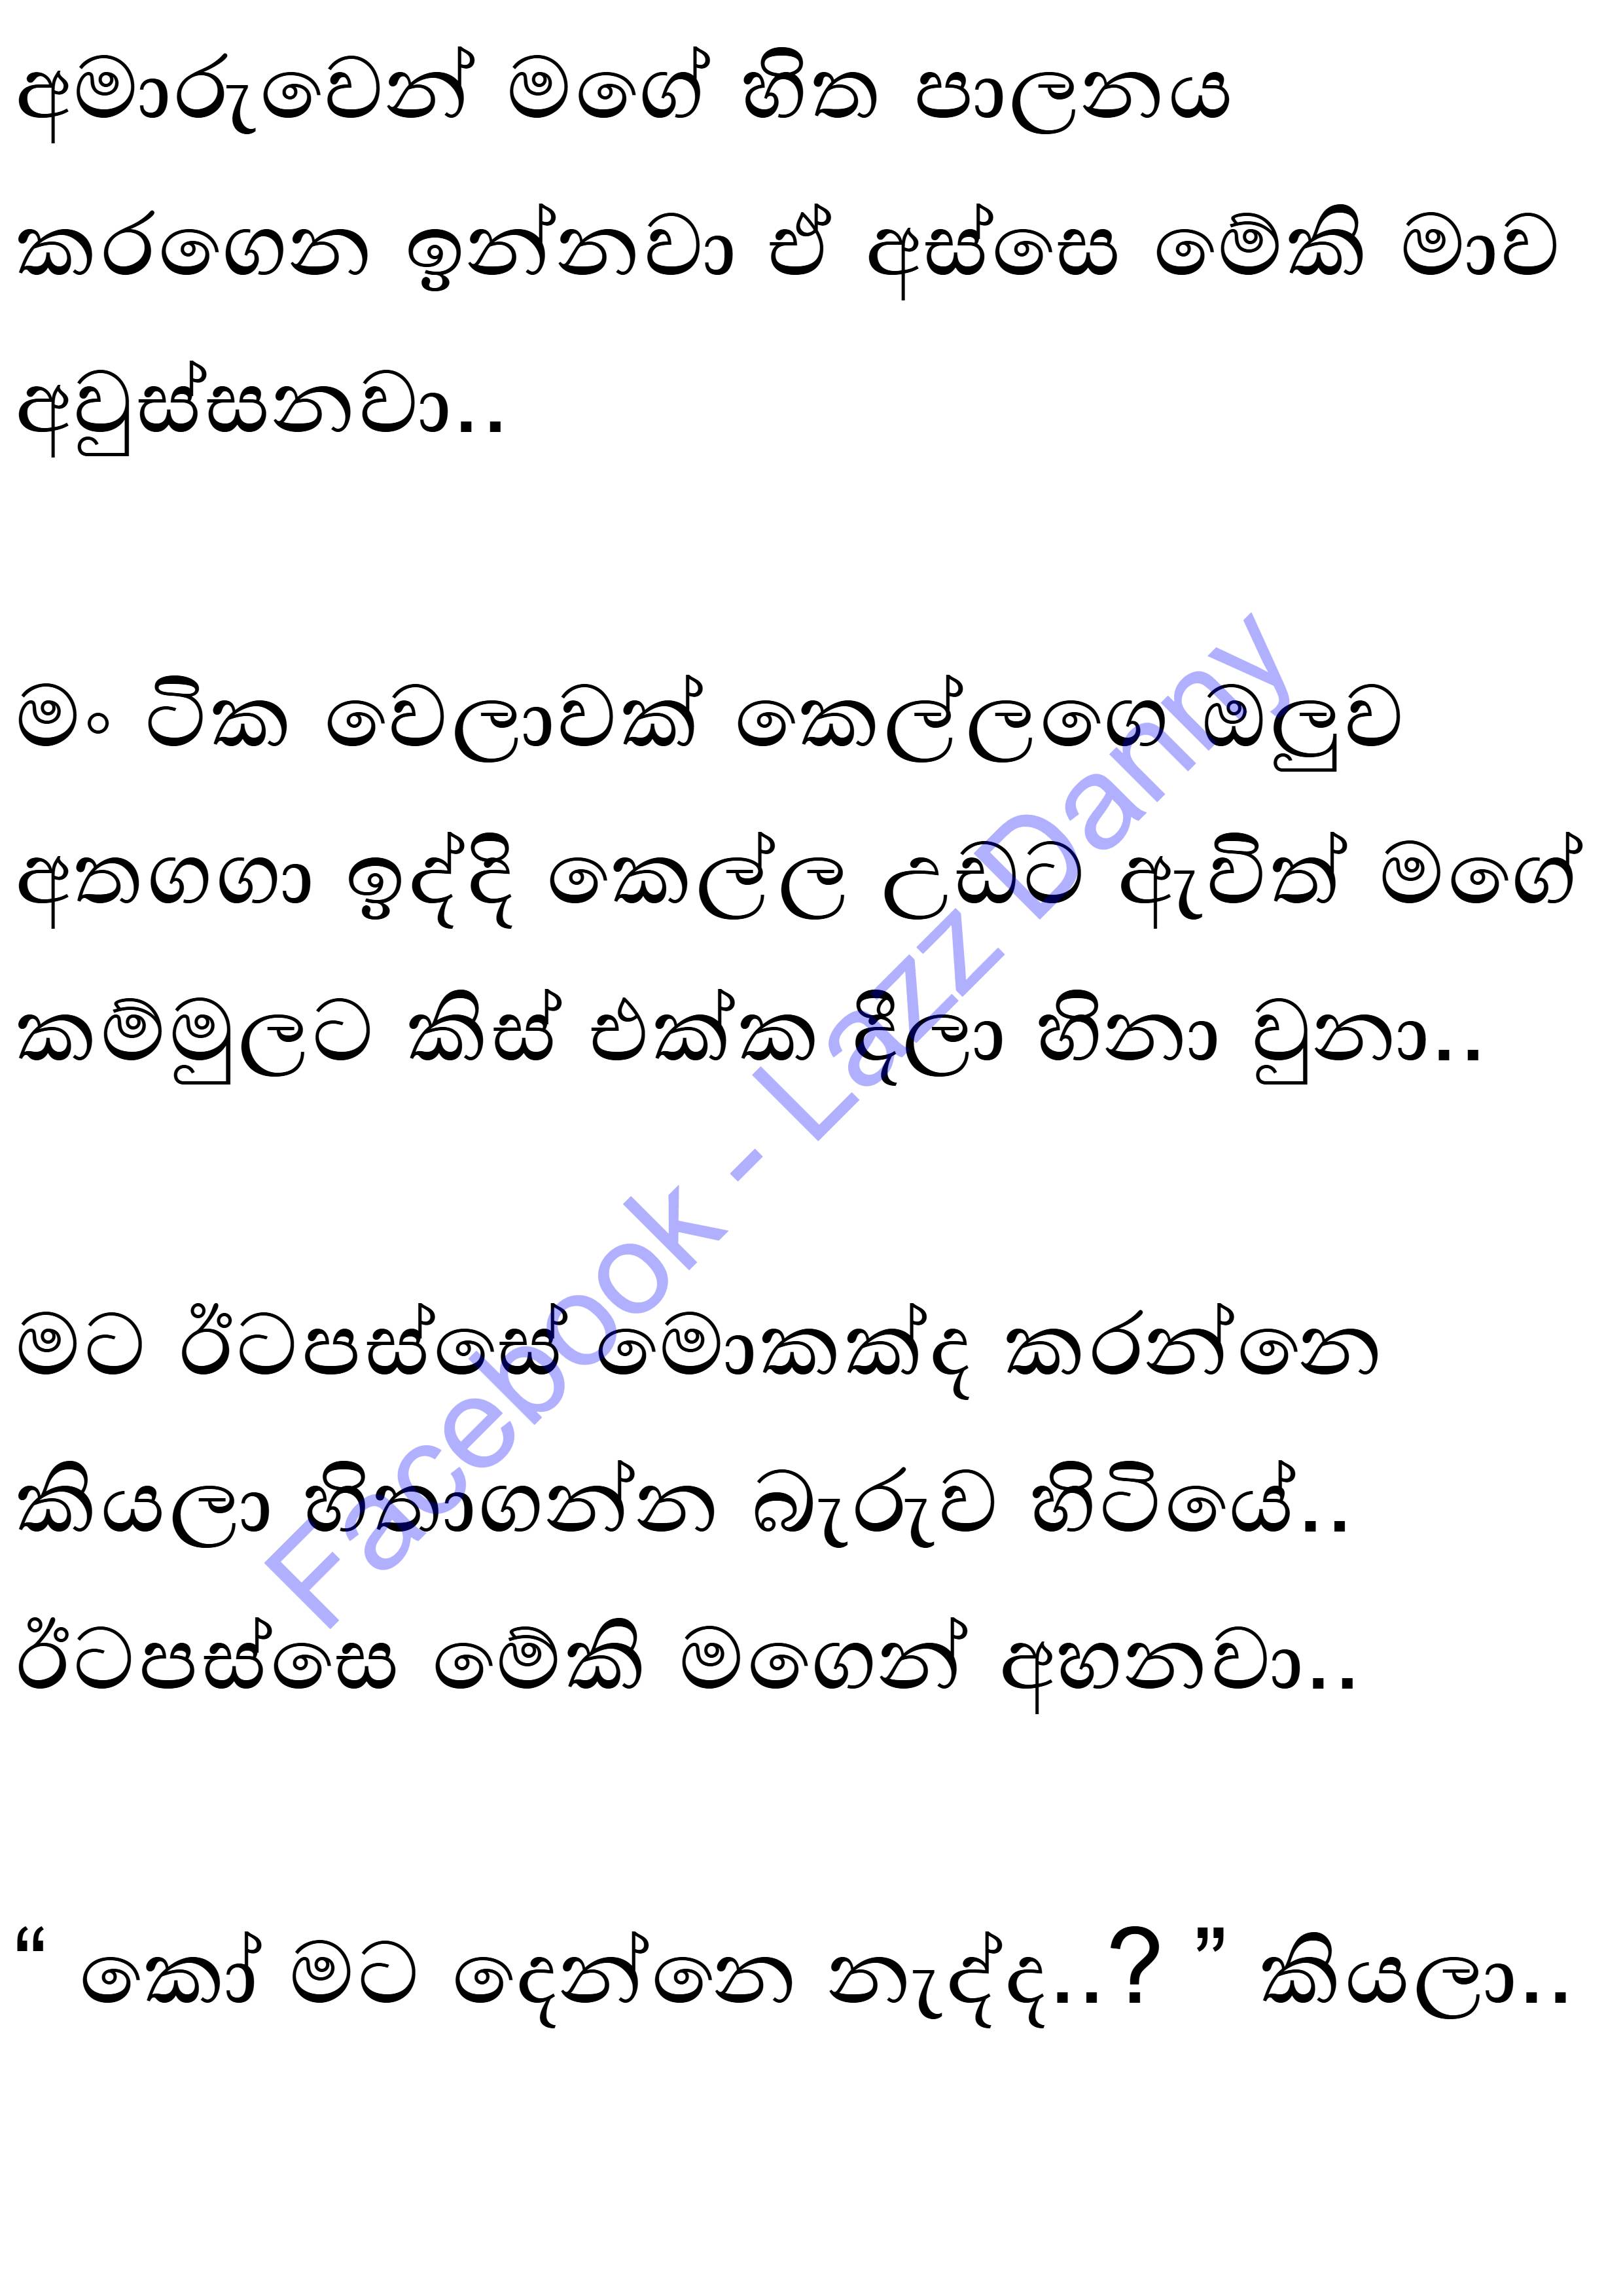 අමාරුවෙන් මගේ හිත පාලනය
කරගෙන ඉන්නවා ඒ අස්සෙ මේකි මාව
අවුස්සනවා..
මං ටික වෙලාවක් කෙල්ලගෙ ඔලුව
අතගගා ඉද්දි කෙල්ල උඩට ඇවිත් මගේ
කම්මුලට කිස් එක්ක දීලා හිනා වුනා..
මට ඊටපස්සේ මොකක්ද කරන්නෙ
කියලා හිතාගන්න බැරුව හිටියේ..
ඊටපස්සෙ මේකි මගෙන් අහනවා..
“ කෝ මට දෙන්නෙ නැද්ද..? ” කියලා..
Facebook - Lazz Danny